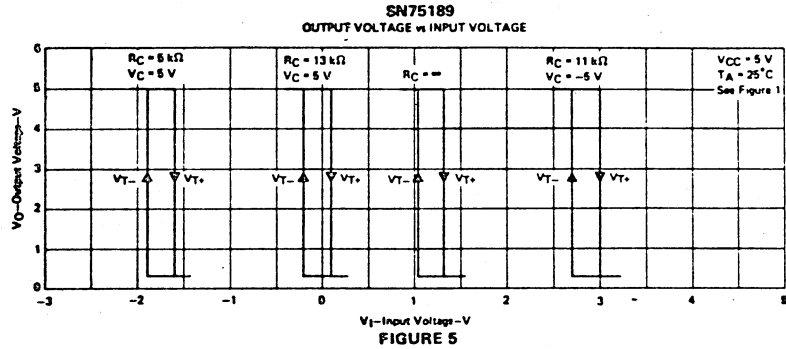 SN75189
OUTPUT VOLTAGE vs INPUT VOLTAGE
RC = 5 kΩ
VC = 5 V
RC = 13 kΩ
VC = 5 V
RC = ∞
RC = 11 kΩ
VC = -5 V
VCC = 5 V
TA = 25°C
See Figure 1
VO-Output Voltage-V
6
5
4
3
2
1
0
VT-
VT+
VT-
VT+
VT-
VT+
VT-
VT+
-3
-2
-1
0
1
2
3
4
5
VI-Input Voltage-V
FIGURE 5